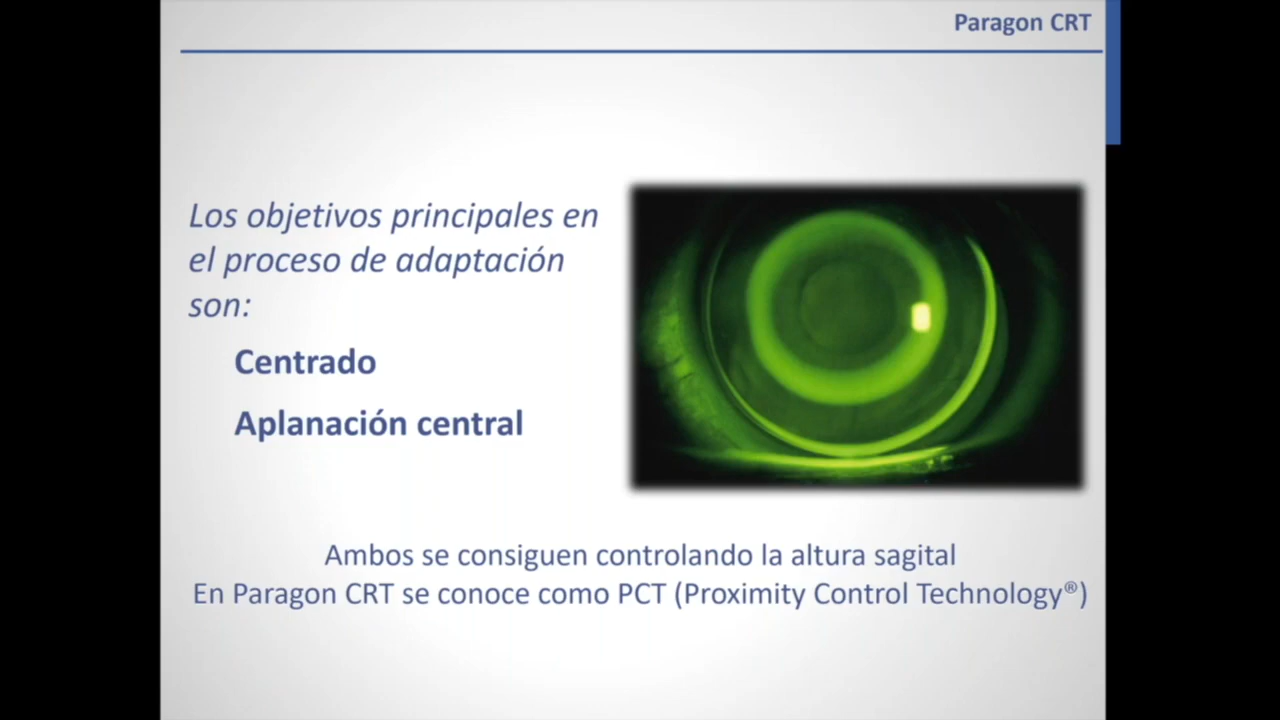 Paragon CRT
Los objetivos principales en
el proceso de adaptación
son:
Centrado
Aplanación central
Ambos se consiguen controlando la altura sagital
En Paragon CRT se conoce como PCT (Proximity Control Technology®)